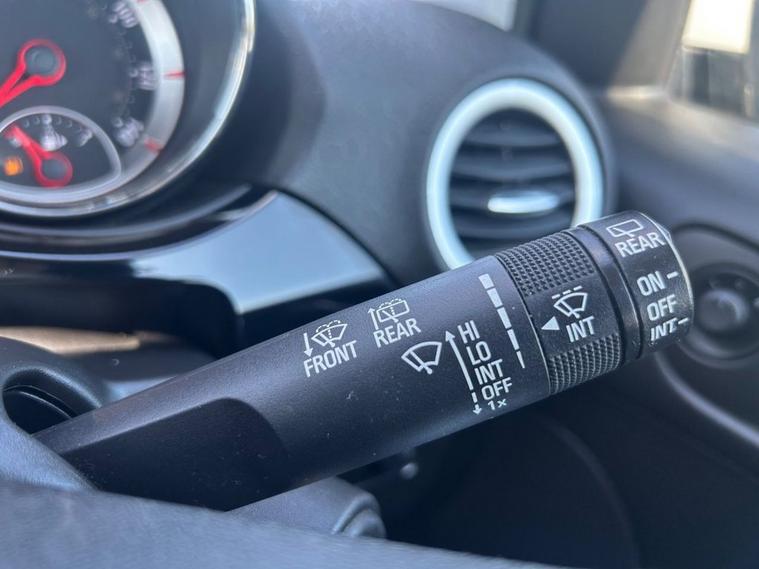 FRONT
REAR
HI
LO
INT
OFF
1x
INT
REAR
ON
OFF
INT